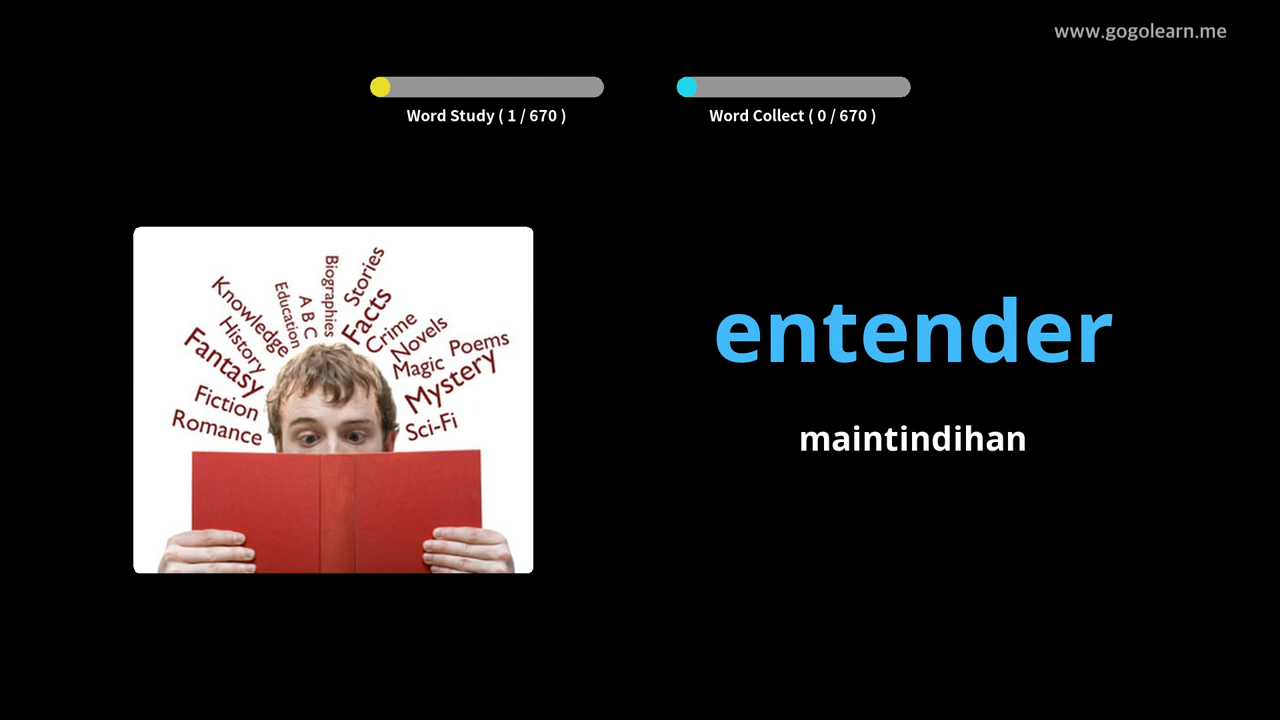 www.gogolearn.me
Word Study ( 1 / 670 )
Word Collect ( 0 / 670 )
Biographies
Stories
Education
A B C
Facts
Knowledge
Crime
History
Novels
Fantasy
Poems
Magic
Mystery
Fiction
Romance
Sci-Fi
entender
maintindihan